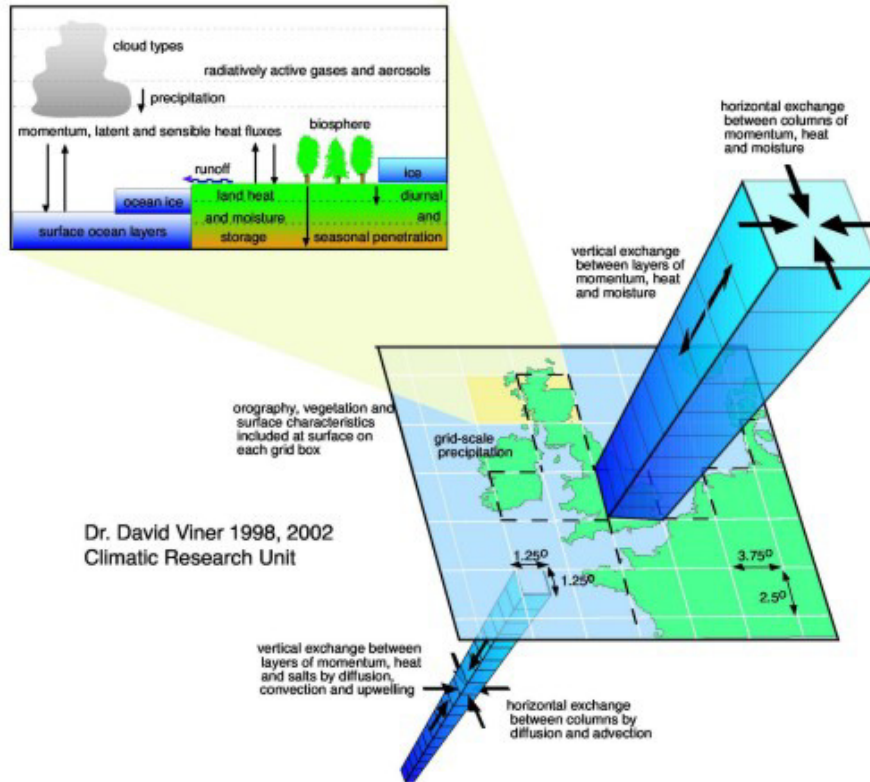 cloud types
radiatively active gases and aerosols
precipitation
momentum, latent and sensible heat fluxes
biosphere
runoff
ice
ocean ice
land heat
diurnal
and moisture
and
surface ocean layers
storage
seasonal penetration
horizontal exchange
between columns of
momentum, heat
and moisture
vertical exchange
between layers of
momentum, heat
and moisture
orography, vegetation and
surface characteristics
included at surface on
each grid box
grid-scale
precipitation
Dr. David Viner 1998, 2002
Climatic Research Unit
1.25º
1.25º
3.75º
2.5º
vertical exchange between
layers of momentum, heat
and salts by diffusion,
convection and upwelling
horizontal exchange
between columns by
diffusion and advection